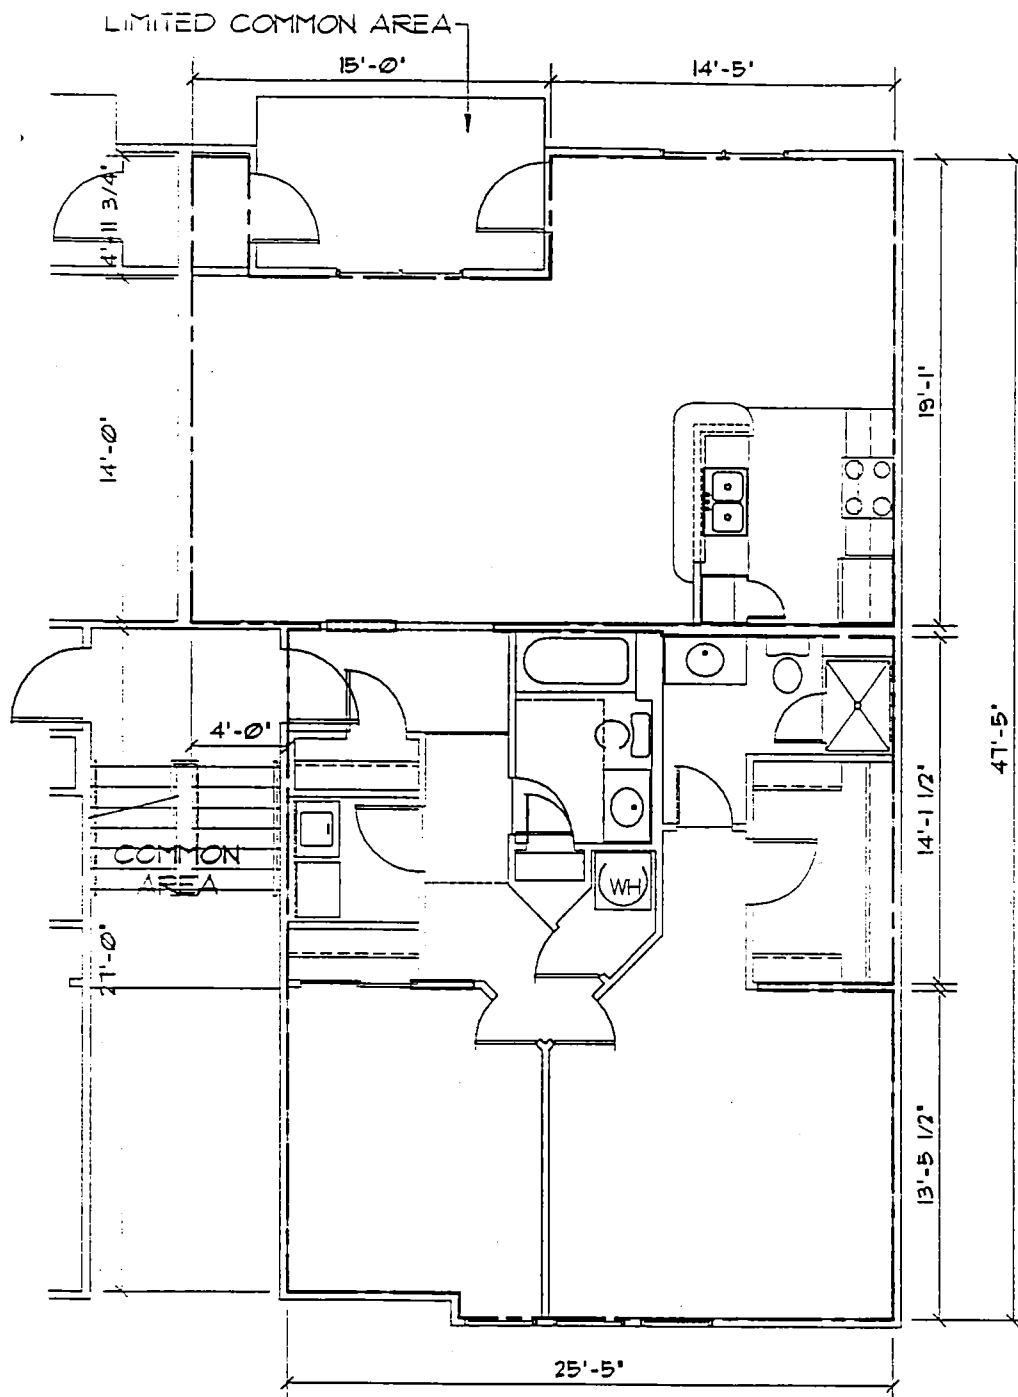 LIMITED COMMON AREA
15'-0"
14'-5"
4'-11 3/4"
19'-1"
14'-0"
47'-5"
4'-0"
14'-1 1/2"
COMMON
AREA
WH
27'-0"
13'-5 1/2"
25'-5"